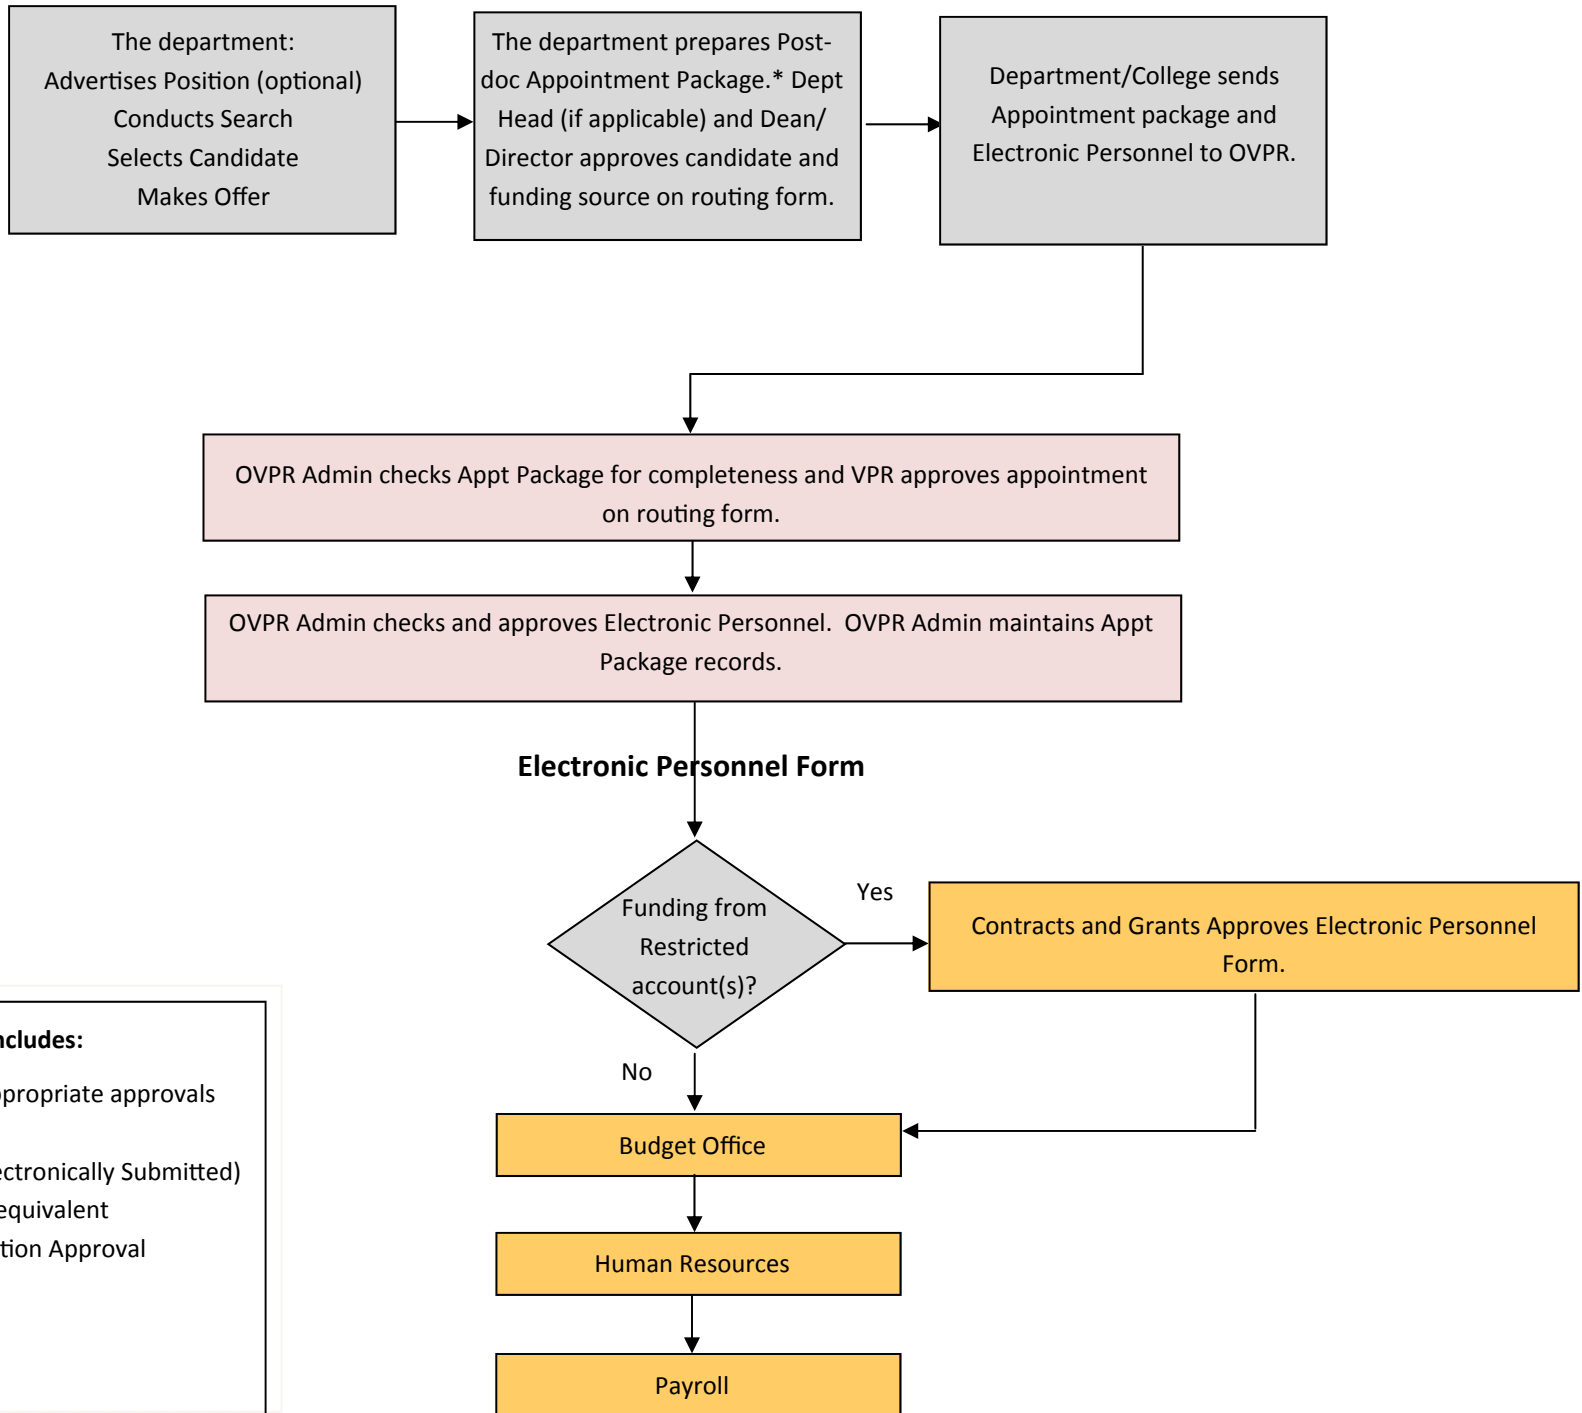 The department:
Advertises Position (optional)
Conducts Search
Selects Candidate
Makes Offer
The department prepares Post-
doc Appointment Package.* Dept
Head (if applicable) and Dean/
Director approves candidate and
funding source on routing form.
Department/College sends
Appointment package and
Electronic Personnel to OVPR.
OVPR Admin checks Appt Package for completeness and VPR approves appointment
on routing form.
OVPR Admin checks and approves Electronic Personnel.  OVPR Admin maintains Appt
Package records.
Electronic Personnel Form
Funding from
Restricted
account(s)?
Yes
Contracts and Grants Approves Electronic Personnel
Form.
No
Budget Office
Human Resources
Payroll
approvals
Submitted)
equivalent
Approval